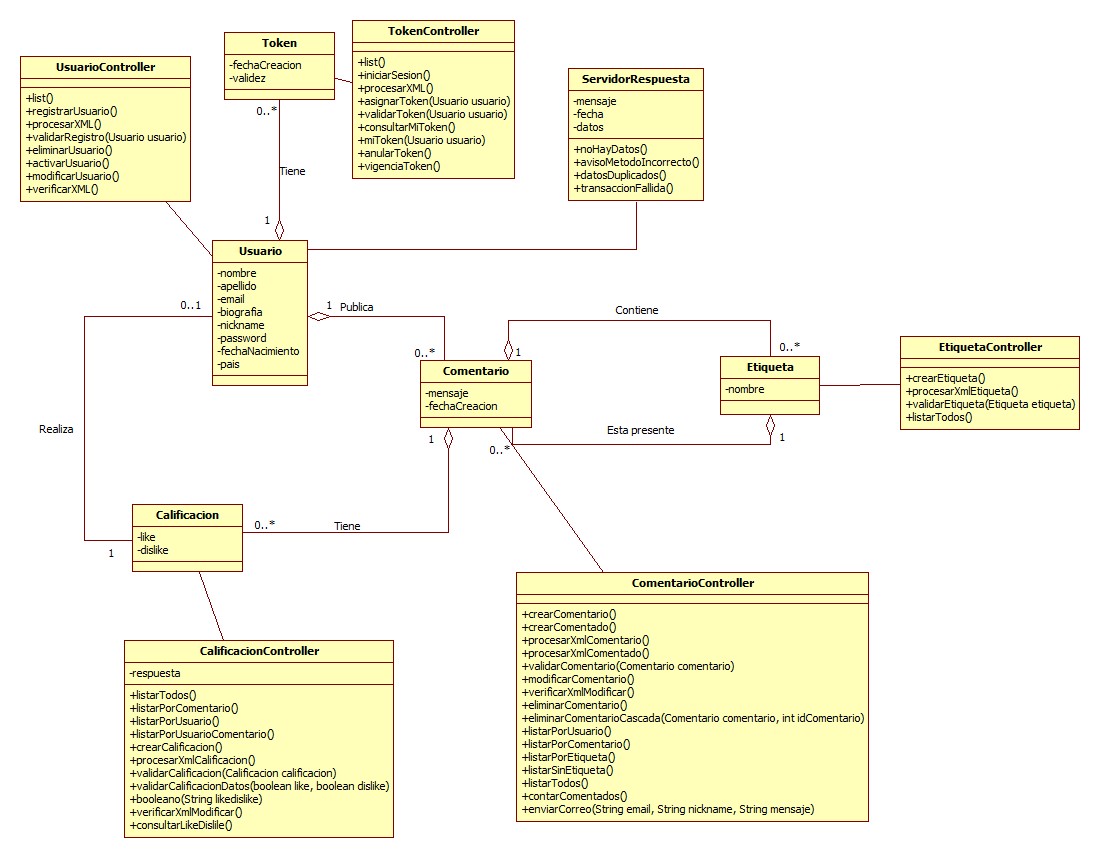 UsuarioController
+list()
+registrarUsuario()
+procesarXML()
+validarRegistro(Usuario usuario)
+eliminarUsuario()
+activarUsuario()
+modificarUsuario()
+verificarXML()
Token
-fechaCreacion
-validez
0..*
Tiene
1
TokenController
+list()
+iniciarSesion()
+procesarXML()
+asignarToken(Usuario usuario)
+validarToken(Usuario usuario)
+consultarMiToken()
+miToken(Usuario usuario)
+anularToken()
+vigenciaToken()
ServidorRespuesta
-mensaje
-fecha
-datos
+noHayDatos()
+avisoMetodoIncorrecto()
+datosDuplicados()
+transaccionFallida()
Usuario
-nombre
-apellido
-email
-biografia
-nickname
-password
-fechaNacimiento
-pais
0..1
Realiza
1
1
Publica
0..*
Comentario
-mensaje
-fechaCreacion
1
Contiene
0..*
Etiqueta
-nombre
1
Esta presente
0..*
EtiquetaController
+crearEtiqueta()
+procesarXmlEtiqueta()
+validarEtiqueta(Etiqueta etiqueta)
+listarTodos()
1
Tiene
0..*
Calificacion
-like
-dislike
CalificacionController
-respuesta
+listarTodos()
+listarPorComentario()
+listarPorUsuario()
+listarPorUsuarioComentario()
+crearCalificacion()
+procesarXmlCalificacion()
+validarCalificacion(Calificacion calificacion)
+validarCalificacionDatos(boolean like, boolean dislike)
+booleano(String likedislike)
+verificarXmlModificar()
+consultarLikeDislile()
ComentarioController
+crearComentario()
+crearComentado()
+procesarXmlComentario()
+procesarXmlComentado()
+validarComentario(Comentario comentario)
+modificarComentario()
+verificarXmlModificar()
+eliminarComentario()
+eliminarComentarioCascada(Comentario comentario, int idComentario)
+listarPorUsuario()
+listarPorComentario()
+listarPorEtiqueta()
+listarSinEtiqueta()
+listarTodos()
+contarComentados()
+enviarCorreo(String email, String nickname, String mensaje)